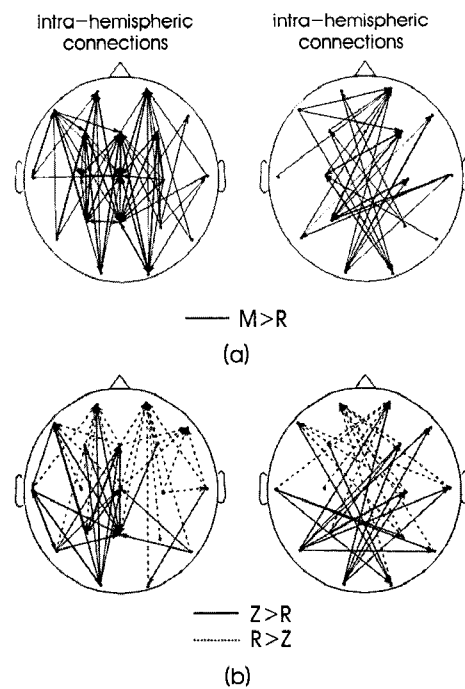 intra-hemispheric
connections
intra-hemispheric
connections
M>R
(a)
Z>R
R>Z
(b)